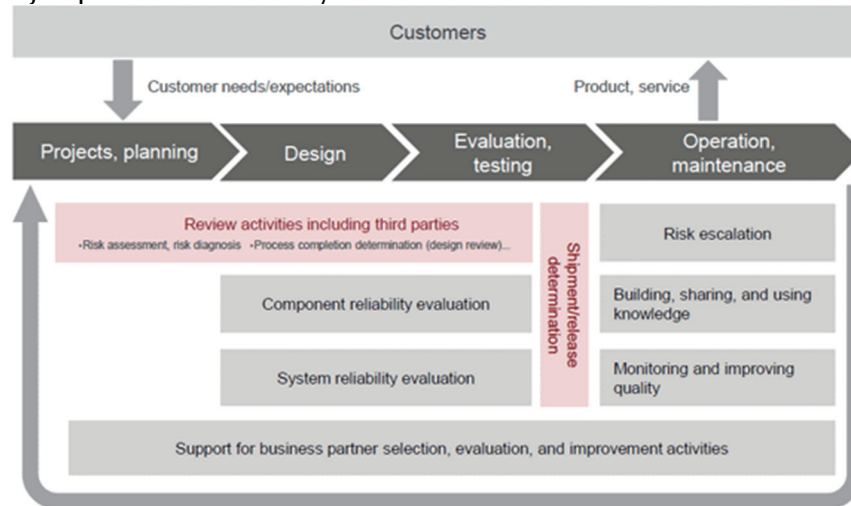 Customers
Customer needs/expectations
Product, service
Projects, planning
Design
Evaluation,
testing
Operation,
maintenance
Review activities including third parties
•Risk assessment, risk diagnosis •Process completion determination (design review)...
Shipment/release
determination
Risk escalation
Component reliability evaluation
Building, sharing, and using
knowledge
System reliability evaluation
Monitoring and improving
quality
Support for business partner selection, evaluation, and improvement activities